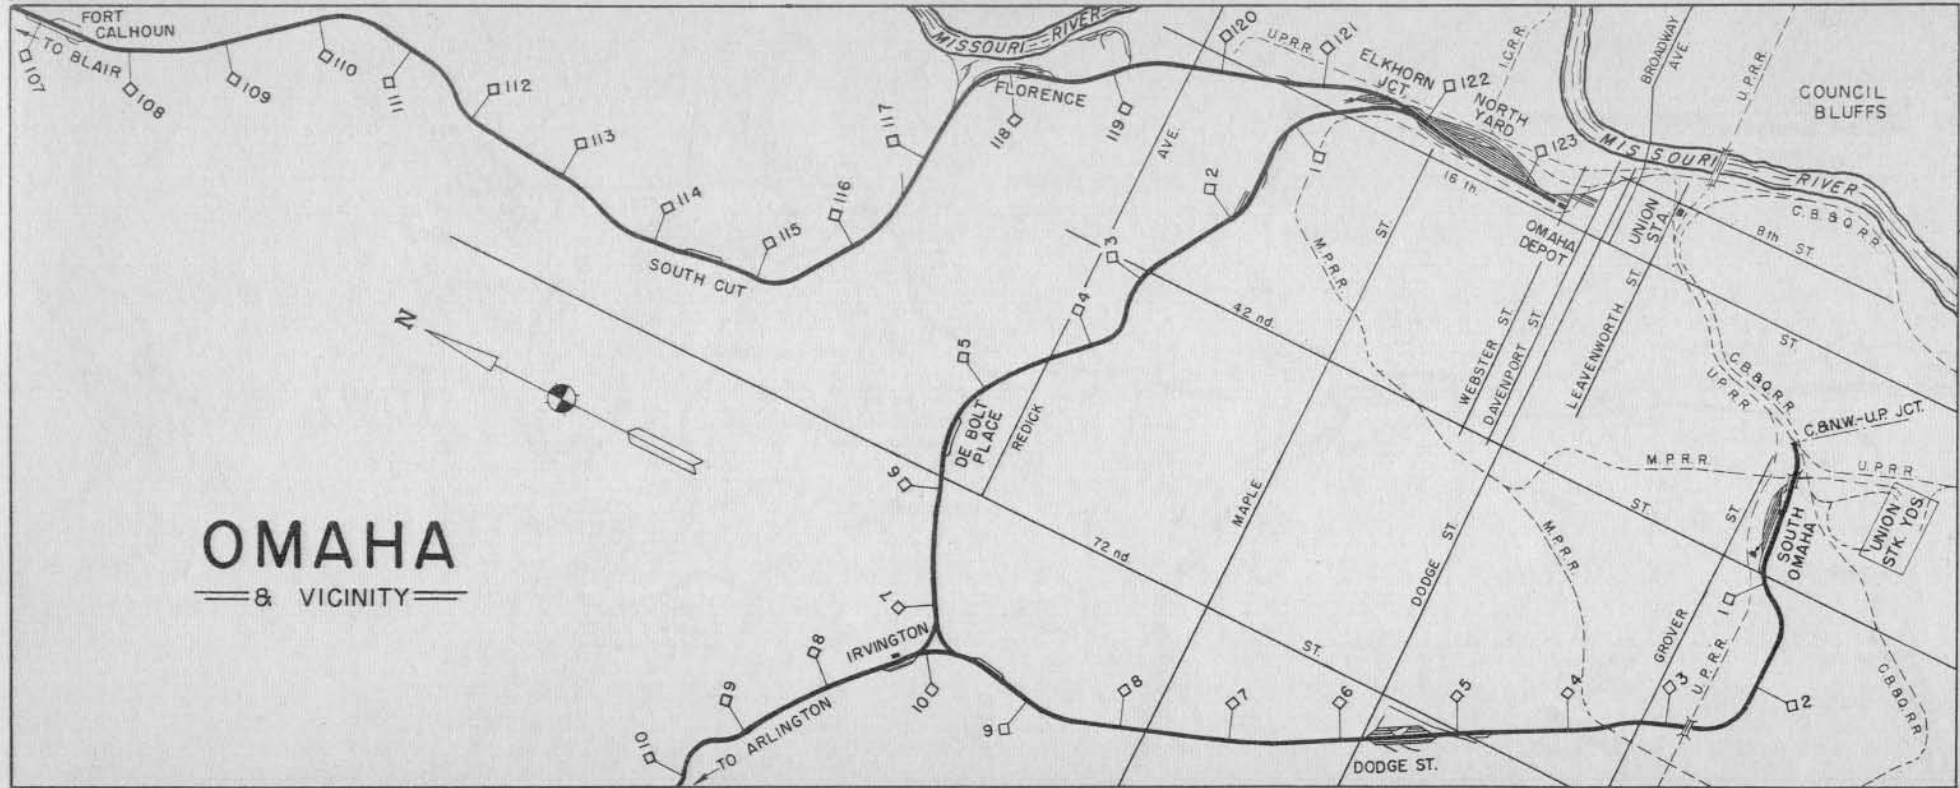 FORT
CALHOUN
TO BLAIR
107
108
109
110
111
112
113
114
115
116
117
118
119
120
121
122
123
MISSOURI RIVER
FLORENCE
SOUTH CUT
U.P.R.R.
ELKHORN
JCT.
NORTH
YARD
I.C.R.R.
BROADWAY
AVE.
U.P.R.R.
COUNCIL
BLUFFS
MISSOURI RIVER
C.B.&Q.R.R.
16 th.
ST.
8th ST.
OMAHA
DEPOT
UNION
STA.
REDICK AVE.
MAPLE ST.
WEBSTER ST.
DAVENPORT ST.
DODGE ST.
LEAVENWORTH ST.
GROVER ST.
42 nd. ST.
72 nd. ST.
M.P.R.R.
M.P.R.R.
M.P.R.R.
C.B.&Q.R.R.
U.P.R.R.
C.&N.W.-U.P. JCT.
U.P.R.R.
UNION
STK. YDS.
SOUTH
OMAHA
C.B.&Q.R.R.
U.P.R.R.
1
2
3
4
5
6
7
8
9
10
DE BOLT
PLACE
IRVINGTON
TO ARLINGTON
10
9
8
7
6
5
4
3
2
1
DODGE ST.
N
OMAHA
& VICINITY